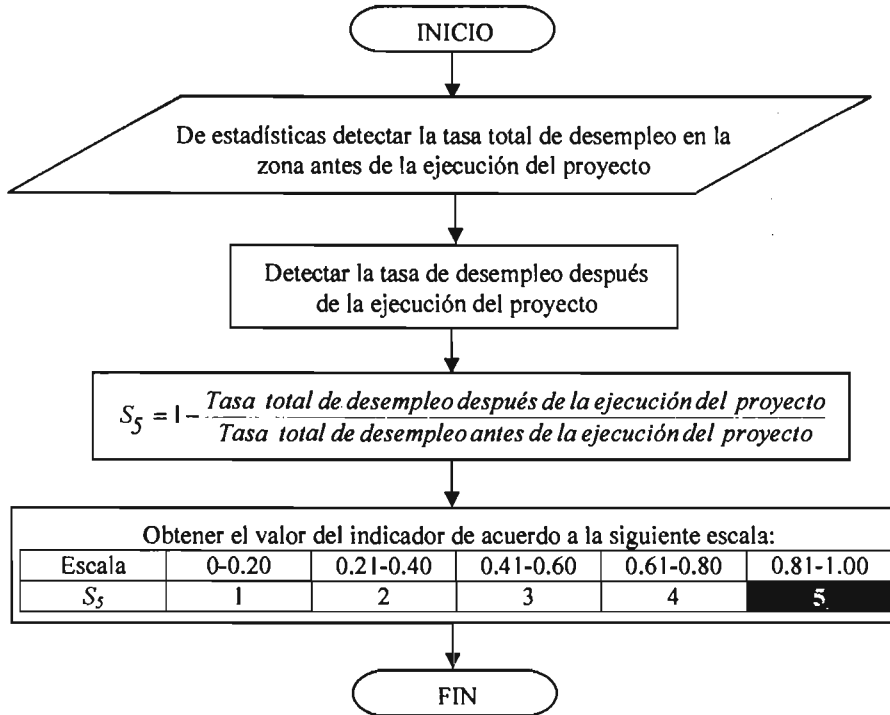 INICIO
De estadísticas detectar la tasa total de desempleo en la
zona antes de la ejecución del proyecto
Detectar la tasa de desempleo después
de la ejecución del proyecto
S5 = 1- Tasa total de desempleo después de la ejecución del proyecto
Tasa total de desempleo antes de la ejecución del proyecto
Obtener el valor del indicador de acuerdo a la siguiente escala:
Escala 0-0.20 0.21-0.40 0.41-0.60 0.61-0.80 0.81-1.00
S5 1 2 3 4 5
FIN